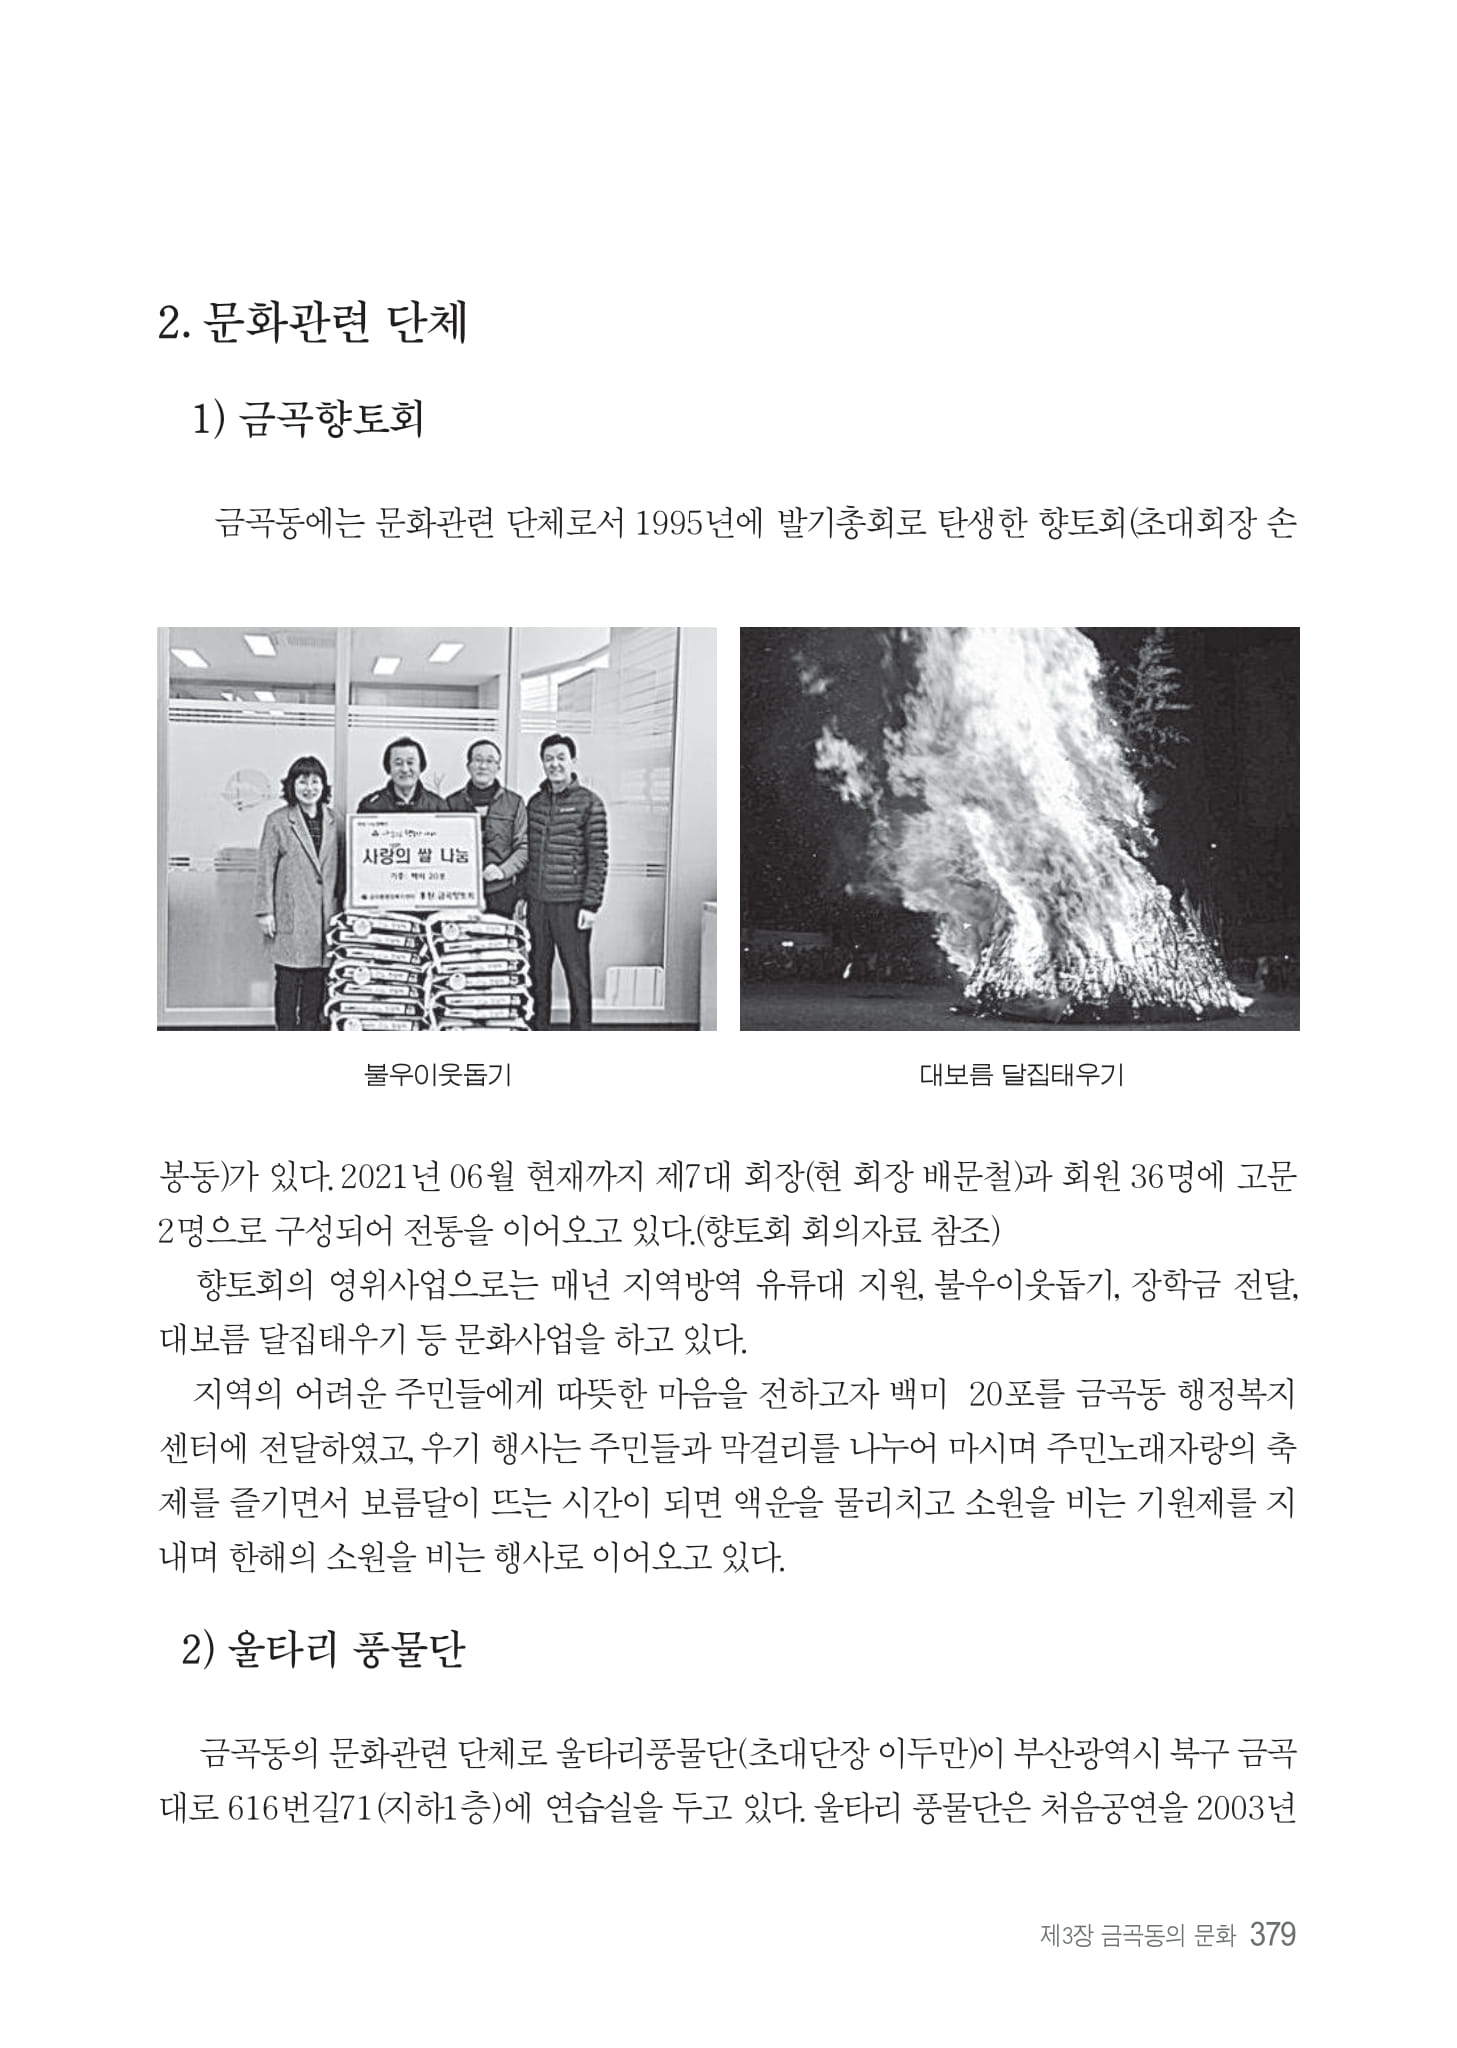 2. 문화관련 단체
1) 금곡향토회
금곡동에는 문화관련 단체로서 1995년에 발기총회로 탄생한 향토회(초대회장 손
사랑의 쌀 나눔
기증: 백미 20포
후원: 금곡향토회
불우이웃돕기
대보름 달집태우기
봉동)가 있다. 2021년 06월 현재까지 제7대 회장(현 회장 배문철)과 회원 36명에 고문
2명으로 구성되어 전통을 이어오고 있다.(향토회 회의자료 참조)
향토회의 영위사업으로는 매년 지역방역 유류대 지원, 불우이웃돕기, 장학금 전달,
대보름 달집태우기 등 문화사업을 하고 있다.
지역의 어려운 주민들에게 따뜻한 마음을 전하고자 백미 20포를 금곡동 행정복지
센터에 전달하였고, 우기 행사는 주민들과 막걸리를 나누어 마시며 주민노래자랑의 축
제를 즐기면서 보름달이 뜨는 시간이 되면 액운을 물리치고 소원을 비는 기원제를 지
내며 한해의 소원을 비는 행사로 이어오고 있다.
2) 울타리 풍물단
금곡동의 문화관련 단체로 울타리풍물단(초대단장 이두만)이 부산광역시 북구 금곡
대로 616번길71(지하1층)에 연습실을 두고 있다. 울타리 풍물단은 처음공연을 2003년
제3장 금곡동의 문화 379